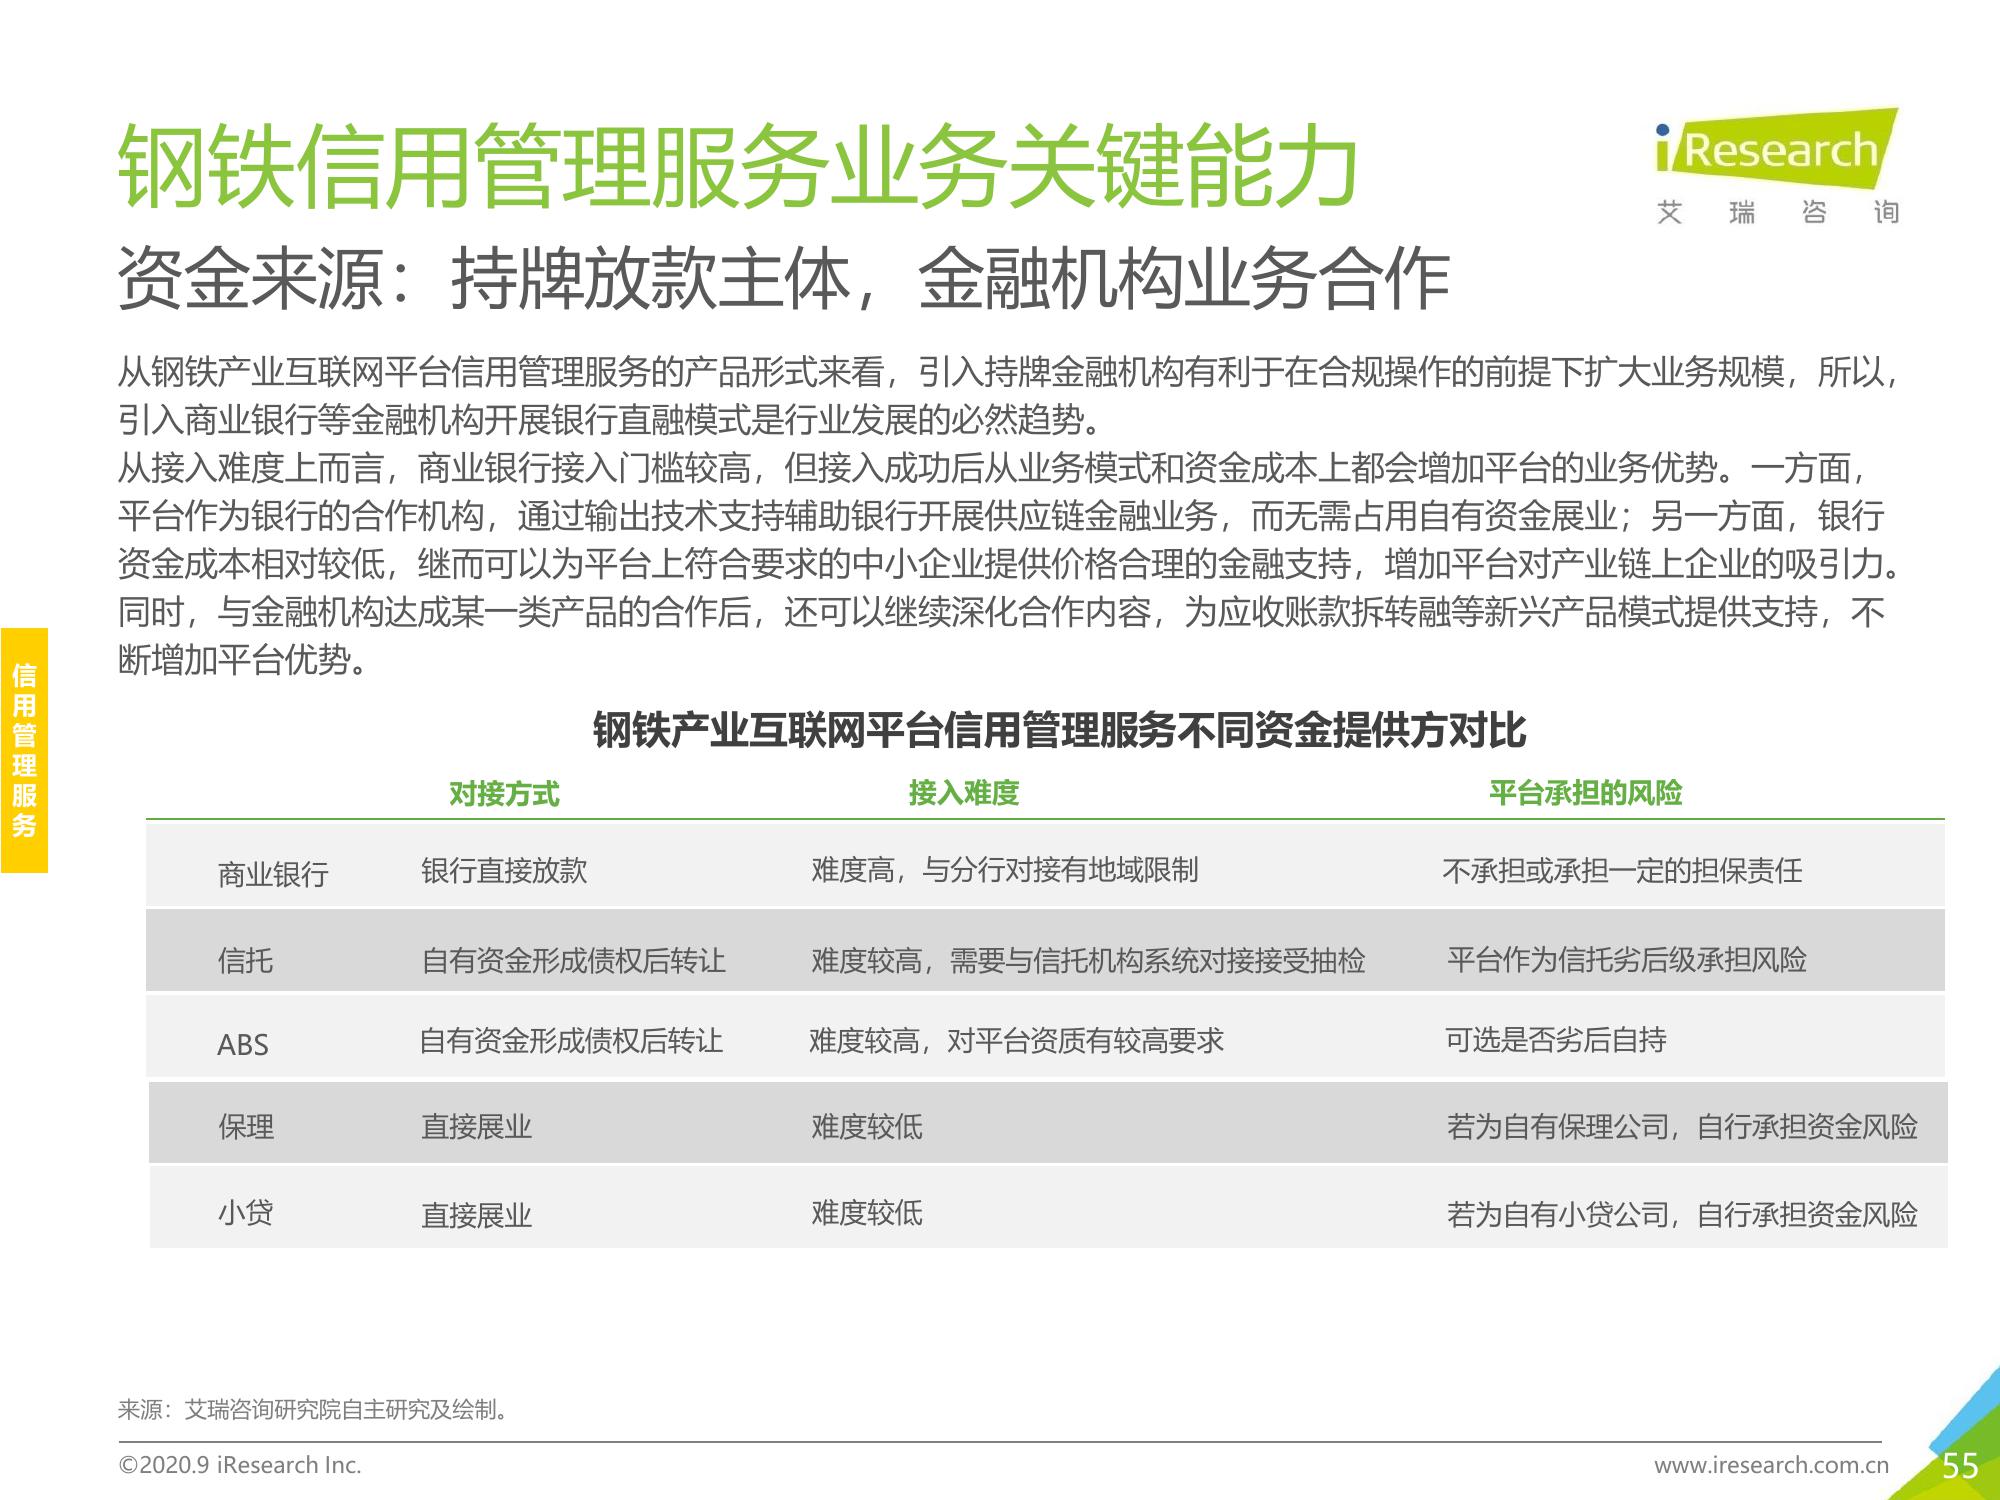 钢铁信用管理服务业务关键能力
iResearch
艾瑞咨询
资金来源：持牌放款主体，金融机构业务合作
从钢铁产业互联网平台信用管理服务的产品形式来看，引入持牌金融机构有利于在合规操作的前提下扩大业务规模，所以，
引入商业银行等金融机构开展银行直融模式是行业发展的必然趋势。
从接入难度上而言，商业银行接入门槛较高，但接入成功后从业务模式和资金成本上都会增加平台的业务优势。一方面，
平台作为银行的合作机构，通过输出技术支持辅助银行开展供应链金融业务，而无需占用自有资金展业；另一方面，银行
资金成本相对较低，继而可以为平台上符合要求的中小企业提供价格合理的金融支持，增加平台对产业链上企业的吸引力。
同时，与金融机构达成某一类产品的合作后，还可以继续深化合作内容，为应收账款拆转融等新兴产品模式提供支持，不
断增加平台优势。
信用管理服务
钢铁产业互联网平台信用管理服务不同资金提供方对比
对接方式 接入难度 平台承担的风险
商业银行 银行直接放款 难度高，与分行对接有地域限制 不承担或承担一定的担保责任
信托 自有资金形成债权后转让 难度较高，需要与信托机构系统对接接受抽检 平台作为信托劣后级承担风险
ABS 自有资金形成债权后转让 难度较高，对平台资质有较高要求 可选是否劣后自持
保理 直接展业 难度较低 若为自有保理公司，自行承担资金风险
小贷 直接展业 难度较低 若为自有小贷公司，自行承担资金风险
来源：艾瑞咨询研究院自主研究及绘制。
©2020.9 iResearch Inc. www.iresearch.com.cn 55